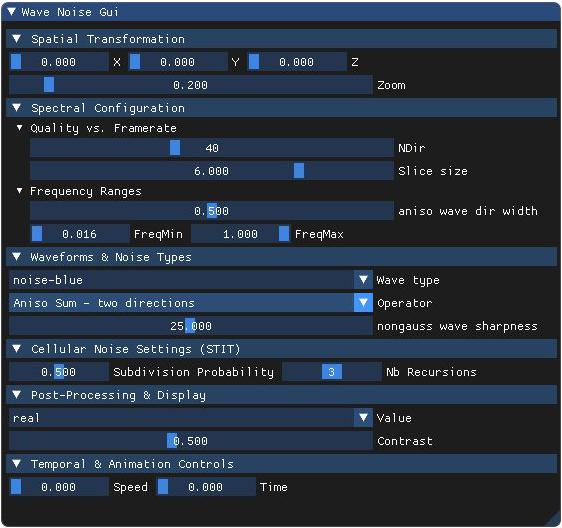 Wave Noise Gui
Spatial Transformation
0.000 X 0.000 Y 0.000 Z
0.200 Zoom
Spectral Configuration
Quality vs. Framerate
40 NDir
6.000 Slice size
Frequency Ranges
0.500 aniso wave dir width
0.016 FreqMin 1.000 FreqMax
Waveforms & Noise Types
noise-blue Wave type
Aniso Sum - two directions Operator
25.000 nongauss wave sharpness
Cellular Noise Settings (STIT)
0.500 Subdivision Probability 3 Nb Recursions
Post-Processing & Display
real Value
0.500 Contrast
Temporal & Animation Controls
0.000 Speed 0.000 Time